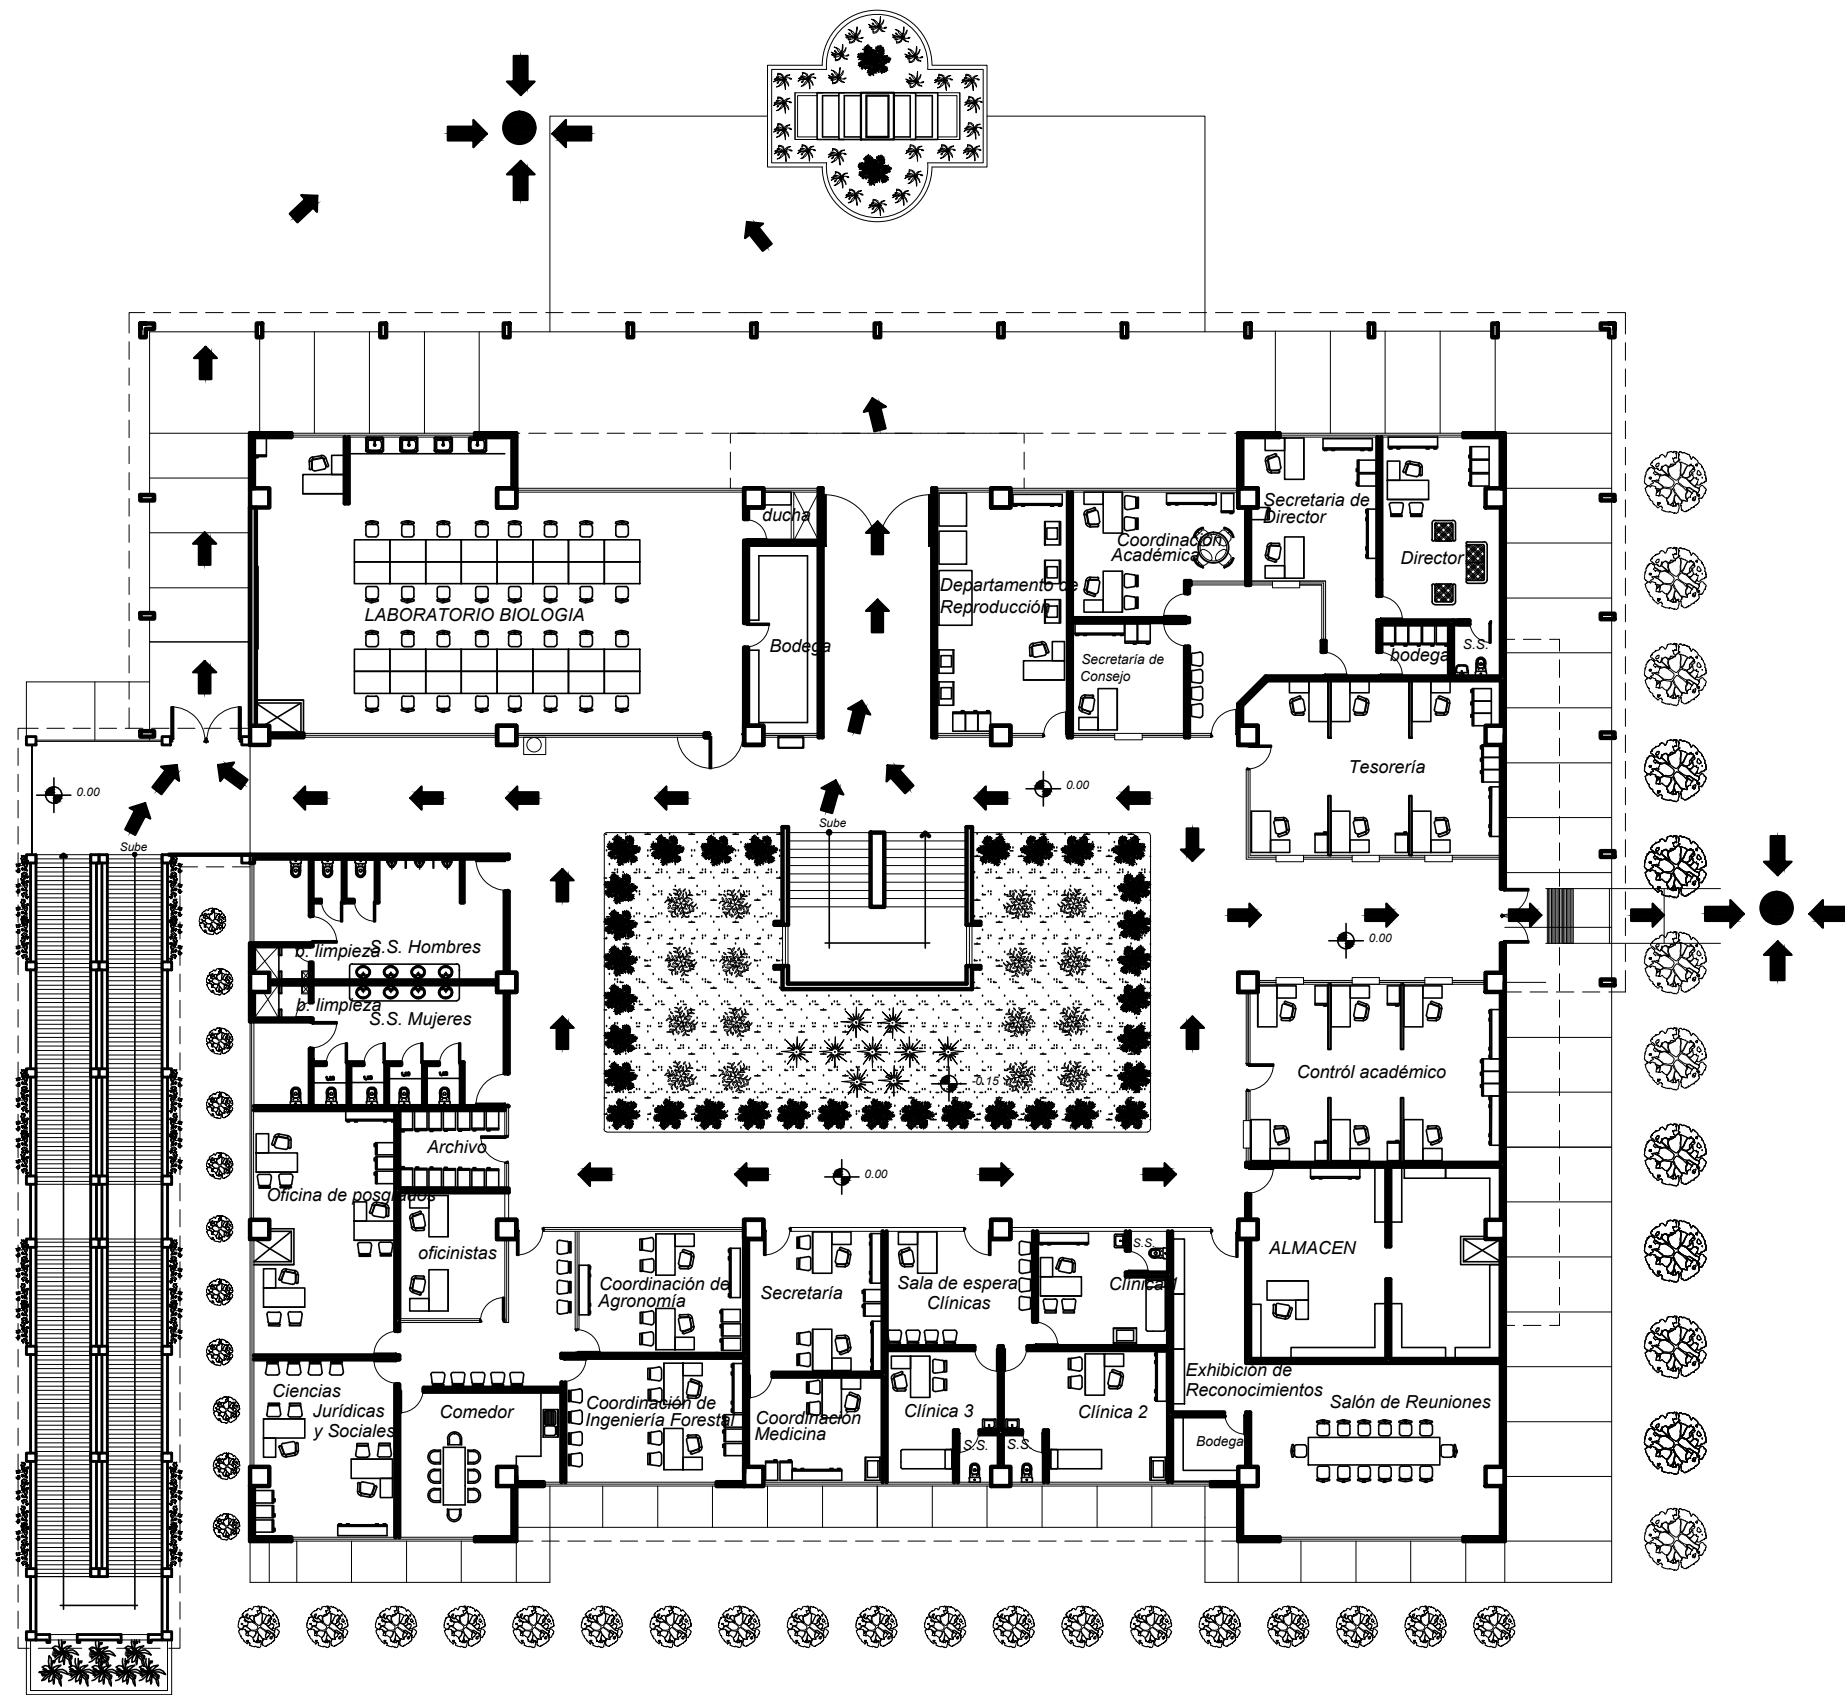 ducha
Secretaria de
Director
Coordinación
Académica
Director
Departamento de
Reproducción
LABORATORIO BIOLOGIA
Bodega
Secretaría de
Consejo
bodega
S.S.
Tesorería
0.00
0.00
Sube
Sube
b. limpieza
S.S. Hombres
0.00
b. limpieza
S.S. Mujeres
Contról académico
-0.15
Archivo
0.00
Oficina de posgrados
oficinistas
ALMACEN
S.S.
Coordinación de
Agronomía
Secretaría
Sala de espera
Clínicas
Clínica 1
Exhibición de
Reconocimientos
Ciencias
Jurídicas
y Sociales
Comedor
Coordinación de
Ingeniería Forestal
Coordinación
Medicina
Clínica 3
Clínica 2
Salón de Reuniones
S.S.
S.S.
Bodega